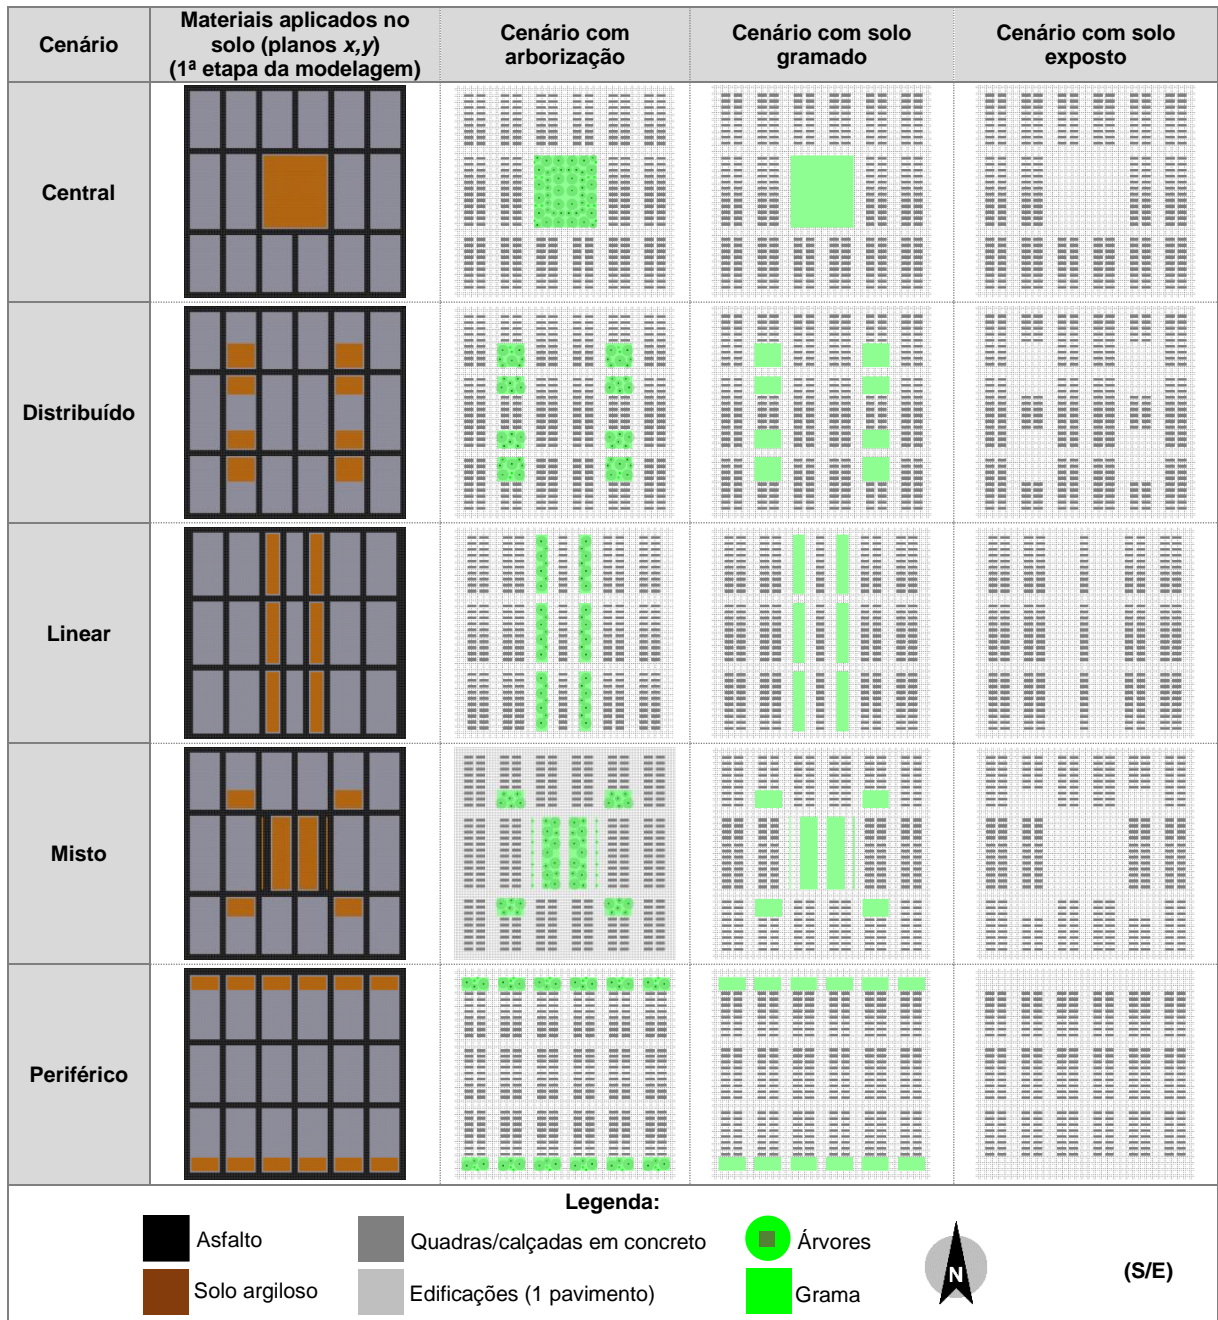 Cenário
Materiais aplicados no
solo (planos x,y)
(1ª etapa da modelagem)
Cenário com
arborização
Cenário com solo
gramado
Cenário com solo
exposto
Central
Distribuído
Linear
Misto
Periférico
Legenda:
Asfalto
Quadras/calçadas em concreto
Árvores
Solo argiloso
Edificações (1 pavimento)
Grama
N
(S/E)